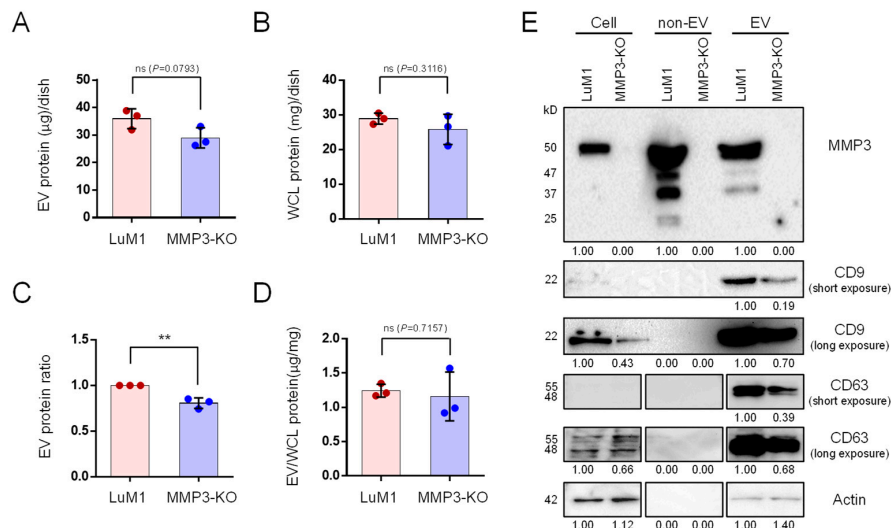 A
ns (P=0.0793)
EV protein (µg)/dish
50
40
30
20
10
0
LuM1
MMP3-KO
B
ns (P=0.3116)
WCL protein (mg)/dish
50
40
30
20
10
0
LuM1
MMP3-KO
C
**
EV protein ratio
1.5
1.0
0.5
0.0
LuM1
MMP3-KO
D
ns (P=0.7157)
EV/WCL protein(µg/mg)
2.0
1.5
1.0
0.5
0.0
LuM1
MMP3-KO
E
Cell non-EV EV
LuM1 MMP3-KO LuM1 MMP3-KO LuM1 MMP3-KO
kD
50
47
37
25
MMP3
1.00 0.00 1.00 0.00 1.00 0.00
22
CD9
(short exposure)
1.00 0.19
22
CD9
(long exposure)
1.00 0.43 0.00 0.00 1.00 0.70
55
48
CD63
(short exposure)
1.00 0.39
55
48
CD63
(long exposure)
1.00 0.66 0.00 0.00 1.00 0.68
42
Actin
1.00 1.12 0.00 0.00 1.00 1.40